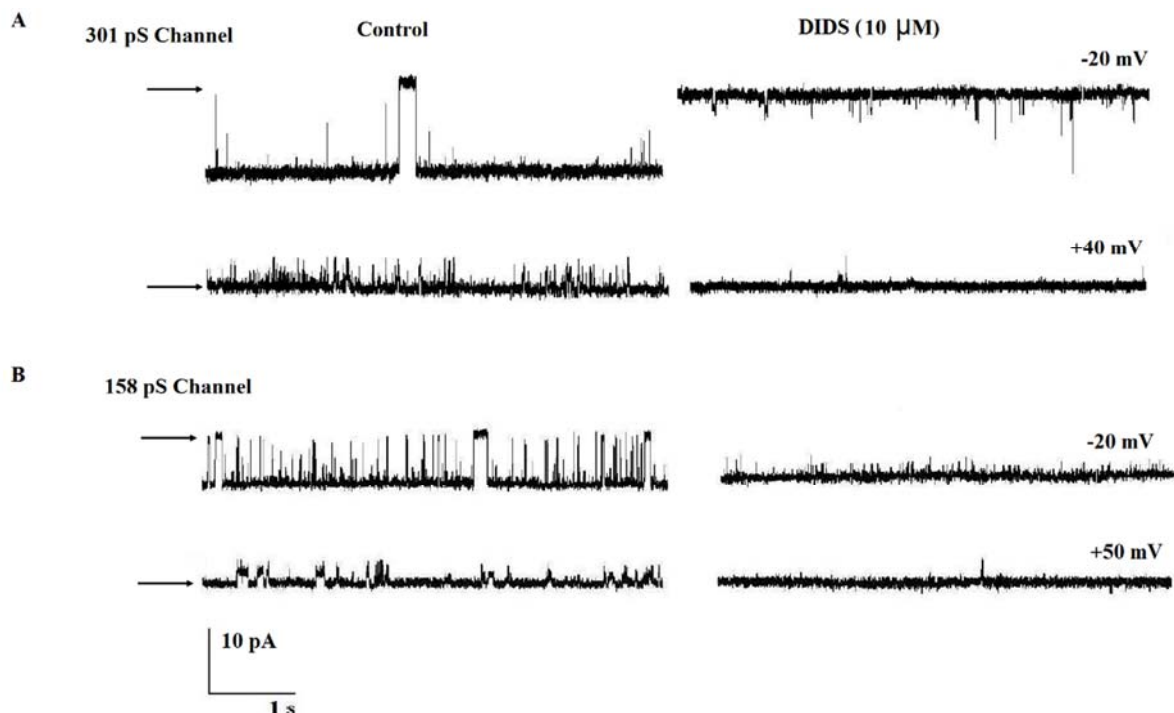 A
301 pS Channel
Control
DIDS (10 μM)
-20 mV
+40 mV
B
158 pS Channel
-20 mV
+50 mV
10 pA
1 s